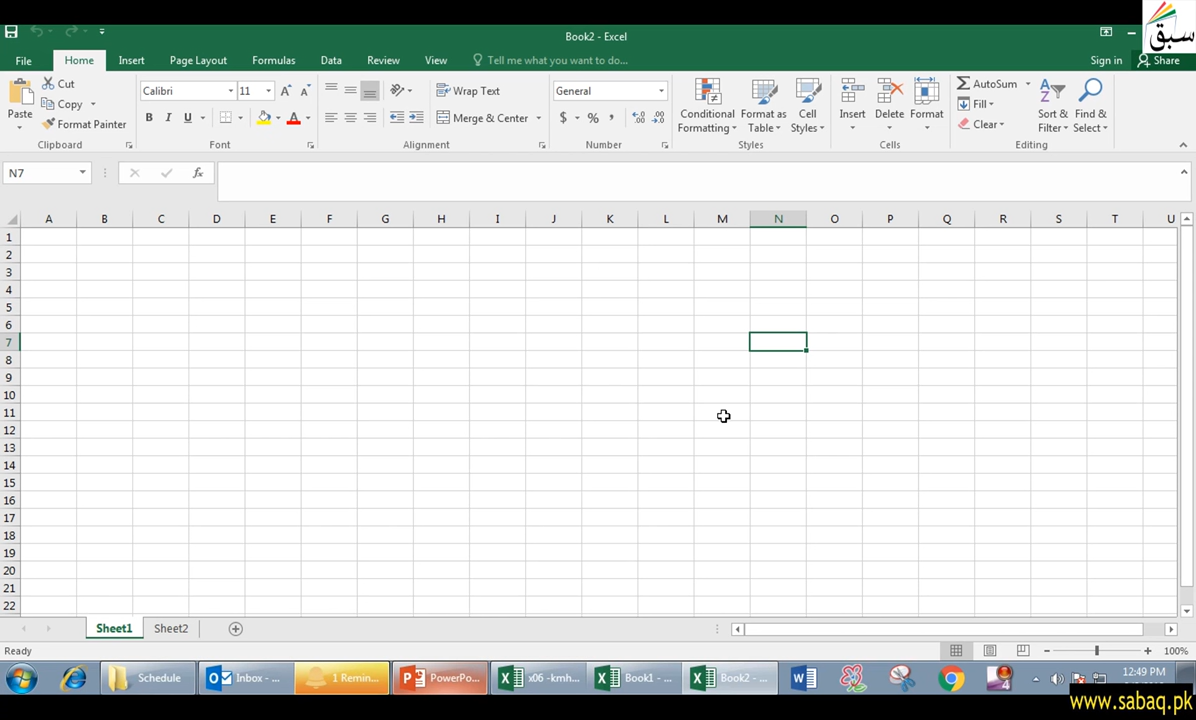 سبق
Book2 - Excel
File Home Insert Page Layout Formulas Data Review View Tell me what you want to do... Sign in Share
Paste Cut Copy Format Painter Clipboard
Calibri 11 A A B I U A Font
Wrap Text Merge & Center Alignment
General $ % , .00 .0 Number
Conditional Formatting Format as Table Cell Styles Styles
Insert Delete Format Cells
AutoSum Fill Clear Sort & Filter Find & Select Editing
N7 fx
A B C D E F G H I J K L M N O P Q R S T U
1
2
3
4
5
6
7
8
9
10
11
12
13
14
15
16
17
18
19
20
21
22
Sheet1 Sheet2
Ready 100%
Schedule Inbox - ... 1 Remin... PowerPo... x06 -kmh... Book1 - ... Book2 - ... 4 12:49 PM
www.sabaq.pk